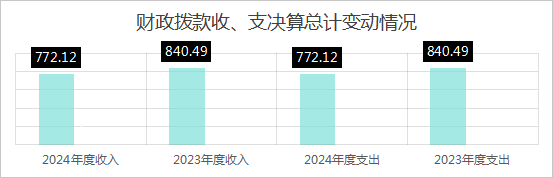 财政拨款收、支决算总计变动情况
772.12
840.49
772.12
840.49
2024年度收入
2023年度收入
2024年度支出
2023年度支出